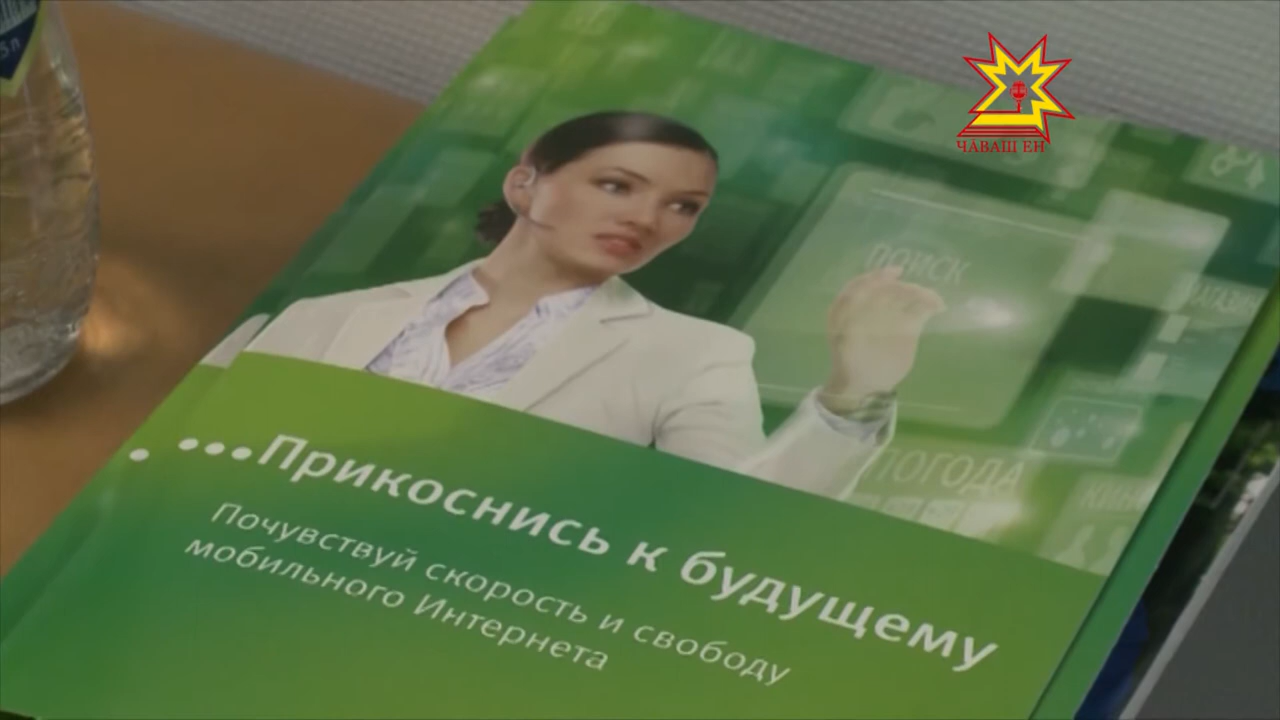 ЧĂВАШ ЕН
ПОИСК
ПОГОДА
...Прикоснись к будущему
Почувствуй скорость и свободу
мобильного Интернета